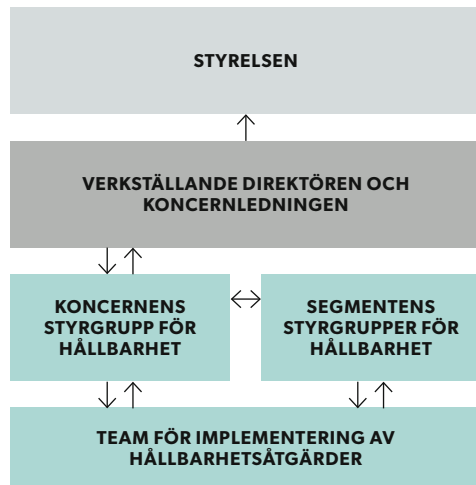 STYRELSEN
VERKSTÄLLANDE DIREKTÖREN OCH
KONCERNLEDNINGEN
KONCERNENS
STYRGRUPP FÖR
HÅLLBARHET
SEGMENTENS
STYRGRUPPER FÖR
HÅLLBARHET
TEAM FÖR IMPLEMENTERING AV
HÅLLBARHETSÅTGÄRDER